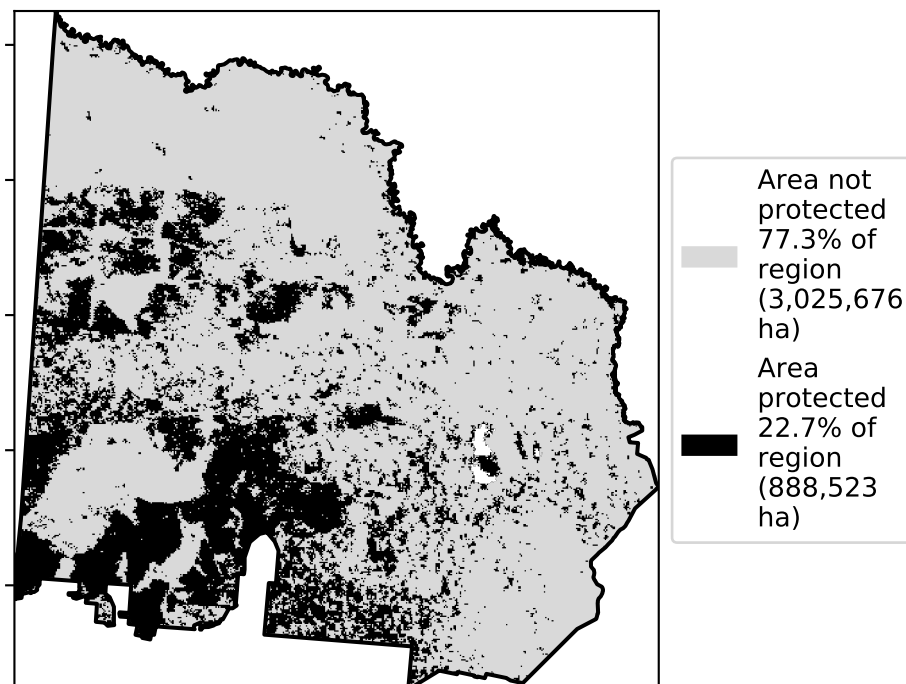 Area not
protected
77.3% of
region
(3,025,676
ha)
Area
protected
22.7% of
region
(888,523
ha)